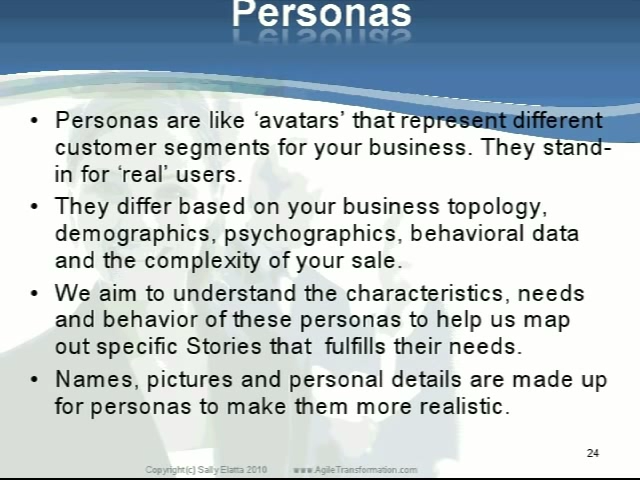 Personas
• Personas are like ‘avatars’ that represent different
customer segments for your business. They stand-
in for ‘real’ users.
• They differ based on your business topology,
demographics, psychographics, behavioral data
and the complexity of your sale.
• We aim to understand the characteristics, needs
and behavior of these personas to help us map
out specific Stories that fulfills their needs.
• Names, pictures and personal details are made up
for personas to make them more realistic.
24
Copyright(c) Sally Elatta 2010 www.AgileTransformation.com